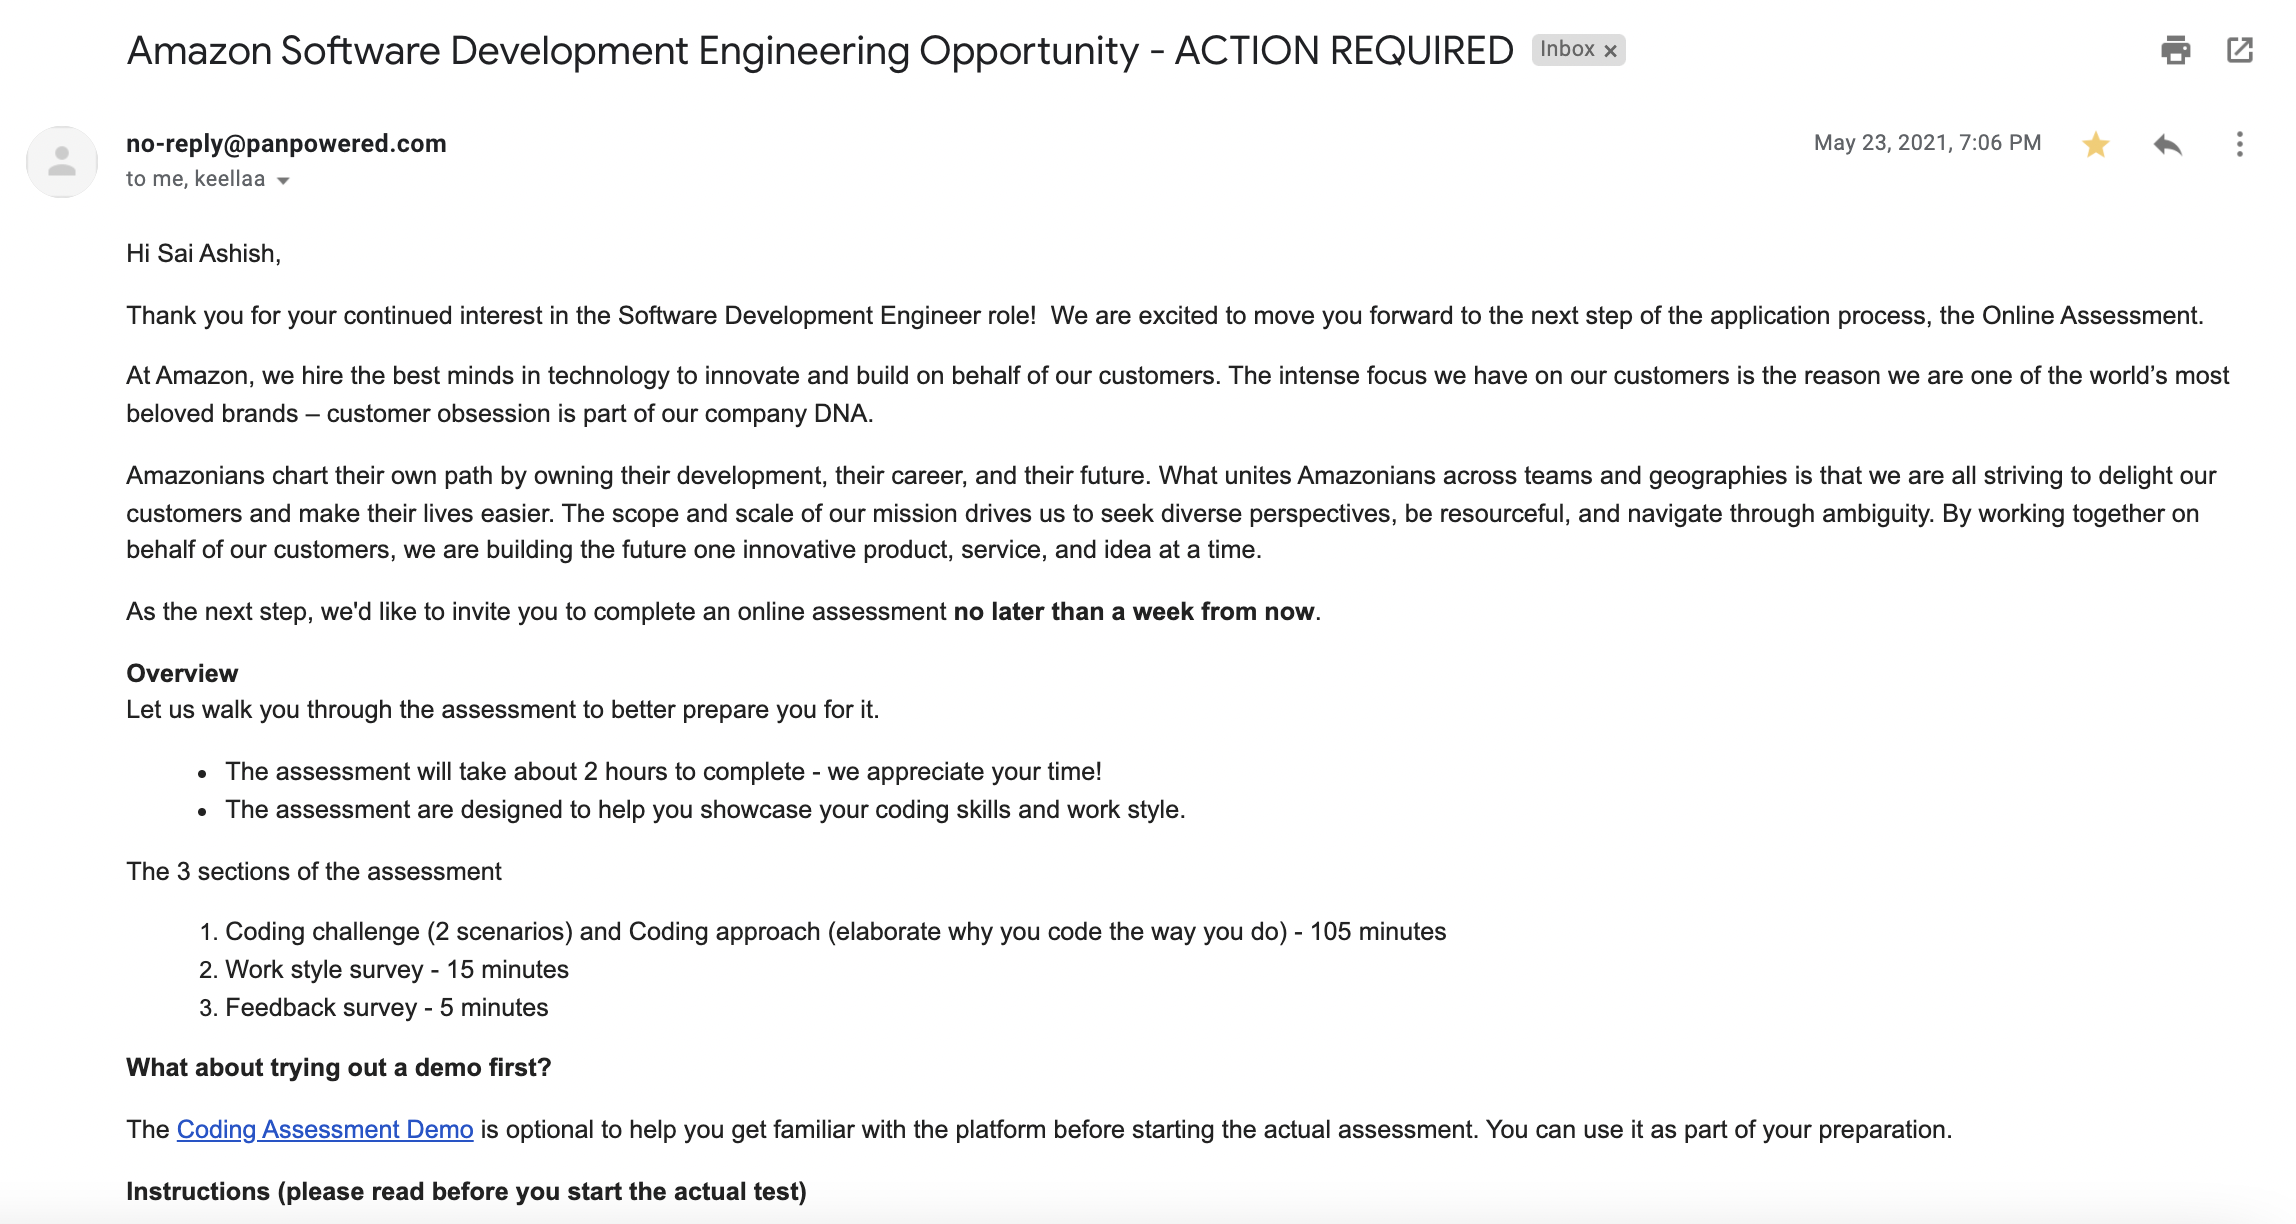 Amazon Software Development Engineering Opportunity - ACTION REQUIRED Inbox x
no-reply@panpowered.com May 23, 2021, 7:06 PM
to me, keellaa
Hi Sai Ashish,
Thank you for your continued interest in the Software Development Engineer role!  We are excited to move you forward to the next step of the application process, the Online Assessment.
At Amazon, we hire the best minds in technology to innovate and build on behalf of our customers. The intense focus we have on our customers is the reason we are one of the world’s most
beloved brands – customer obsession is part of our company DNA.
Amazonians chart their own path by owning their development, their career, and their future. What unites Amazonians across teams and geographies is that we are all striving to delight our
customers and make their lives easier. The scope and scale of our mission drives us to seek diverse perspectives, be resourceful, and navigate through ambiguity. By working together on
behalf of our customers, we are building the future one innovative product, service, and idea at a time.
As the next step, we'd like to invite you to complete an online assessment no later than a week from now.
Overview
Let us walk you through the assessment to better prepare you for it.
• The assessment will take about 2 hours to complete - we appreciate your time!
• The assessment are designed to help you showcase your coding skills and work style.
The 3 sections of the assessment
1. Coding challenge (2 scenarios) and Coding approach (elaborate why you code the way you do) - 105 minutes
2. Work style survey - 15 minutes
3. Feedback survey - 5 minutes
What about trying out a demo first?
The Coding Assessment Demo is optional to help you get familiar with the platform before starting the actual assessment. You can use it as part of your preparation.
Instructions (please read before you start the actual test)